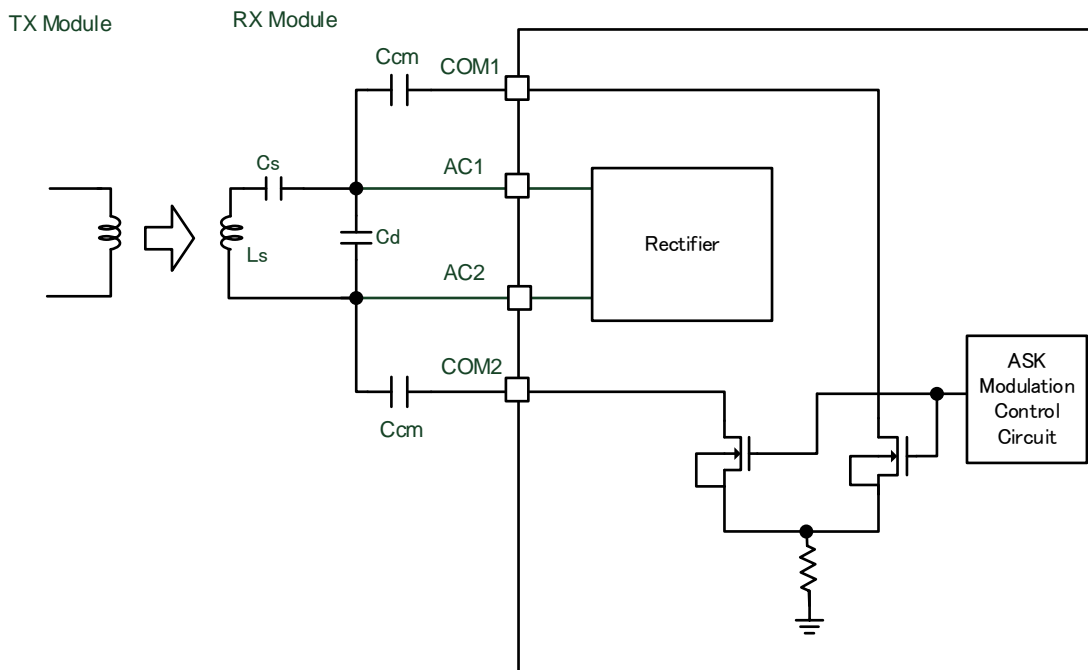 TX Module
RX Module
Ccm
COM1
Cs
AC1
Ls
Cd
Rectifier
AC2
COM2
Ccm
ASK
Modulation
Control
Circuit